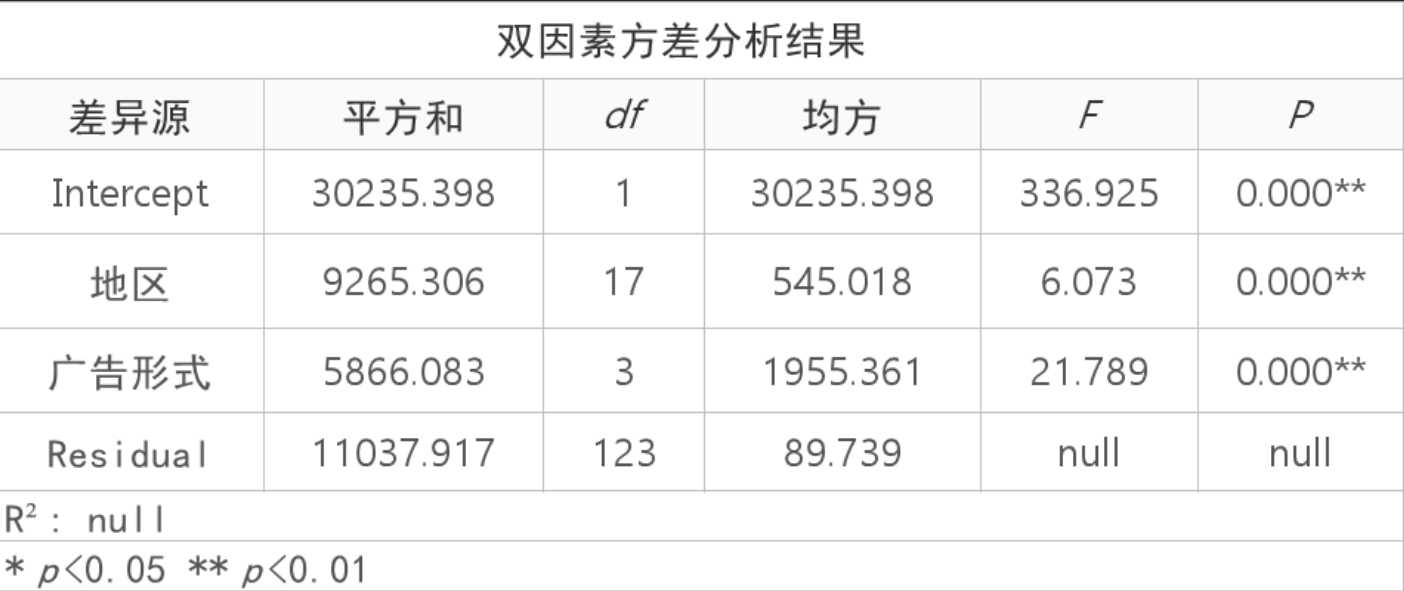 双因素方差分析结果
差异源 平方和 df 均方 F P
Intercept 30235.398 1 30235.398 336.925 0.000**
地区 9265.306 17 545.018 6.073 0.000**
广告形式 5866.083 3 1955.361 21.789 0.000**
Residual 11037.917 123 89.739 null null
R²： null
* p<0.05 ** p<0.01